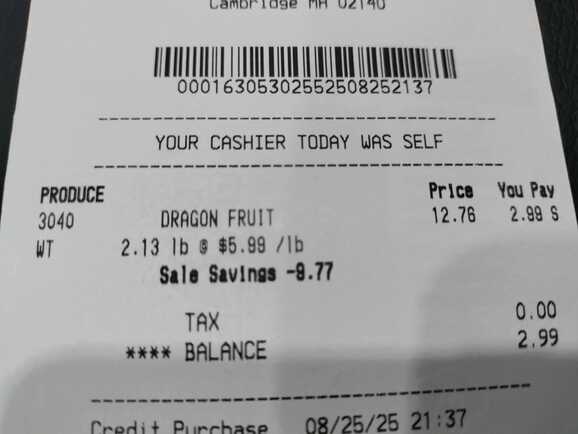 Cambridge MA 02140
000163053025525082521​37
YOUR CASHIER TODAY WAS SELF
PRODUCE Price You Pay
3040 DRAGON FRUIT 12.76 2.99 S
WT 2.13 lb @ $5.99 /lb
Sale Savings -9.77
TAX 0.00
**** BALANCE 2.99
Credit Purchase 08/25/25 21:37